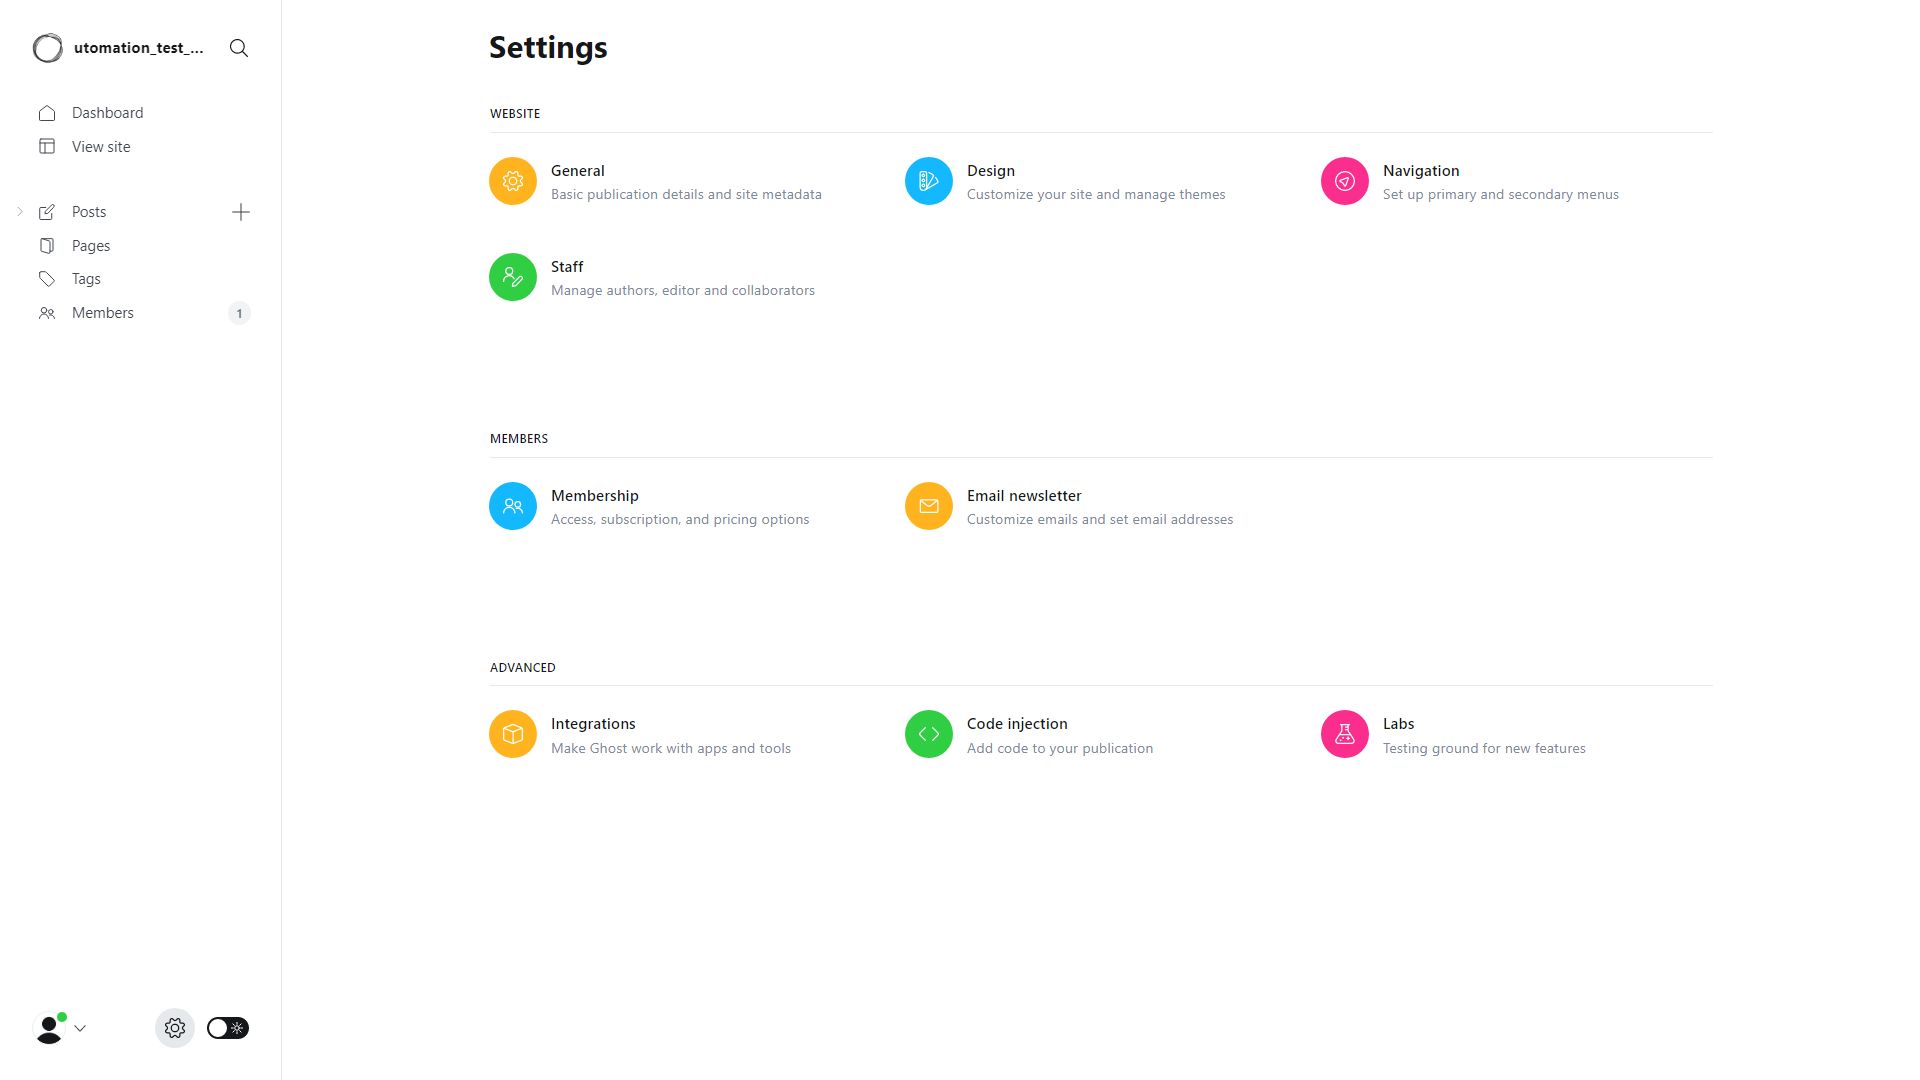 utomation_test_...
Dashboard
View site
Posts
Pages
Tags
Members
1
Settings
WEBSITE
General
Basic publication details and site metadata
Design
Customize your site and manage themes
Navigation
Set up primary and secondary menus
Staff
Manage authors, editor and collaborators
MEMBERS
Membership
Access, subscription, and pricing options
Email newsletter
Customize emails and set email addresses
ADVANCED
Integrations
Make Ghost work with apps and tools
Code injection
Add code to your publication
Labs
Testing ground for new features